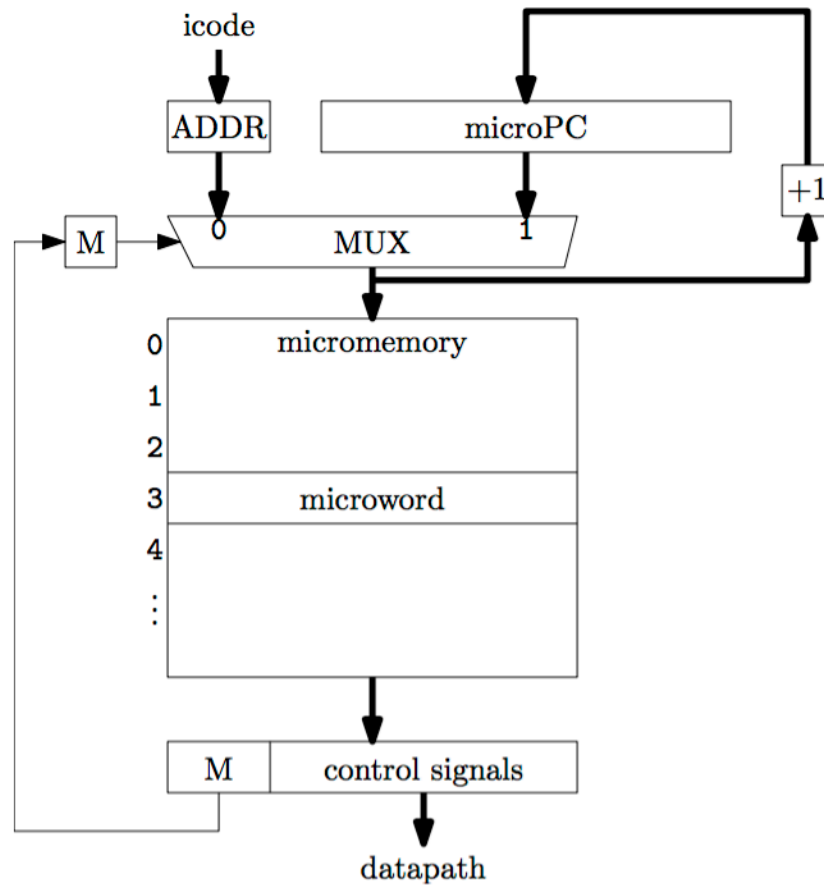 icode
ADDR
microPC
+1
0
1
M
MUX
0
micromemory
1
2
3
microword
4
⋮
M
control signals
datapath